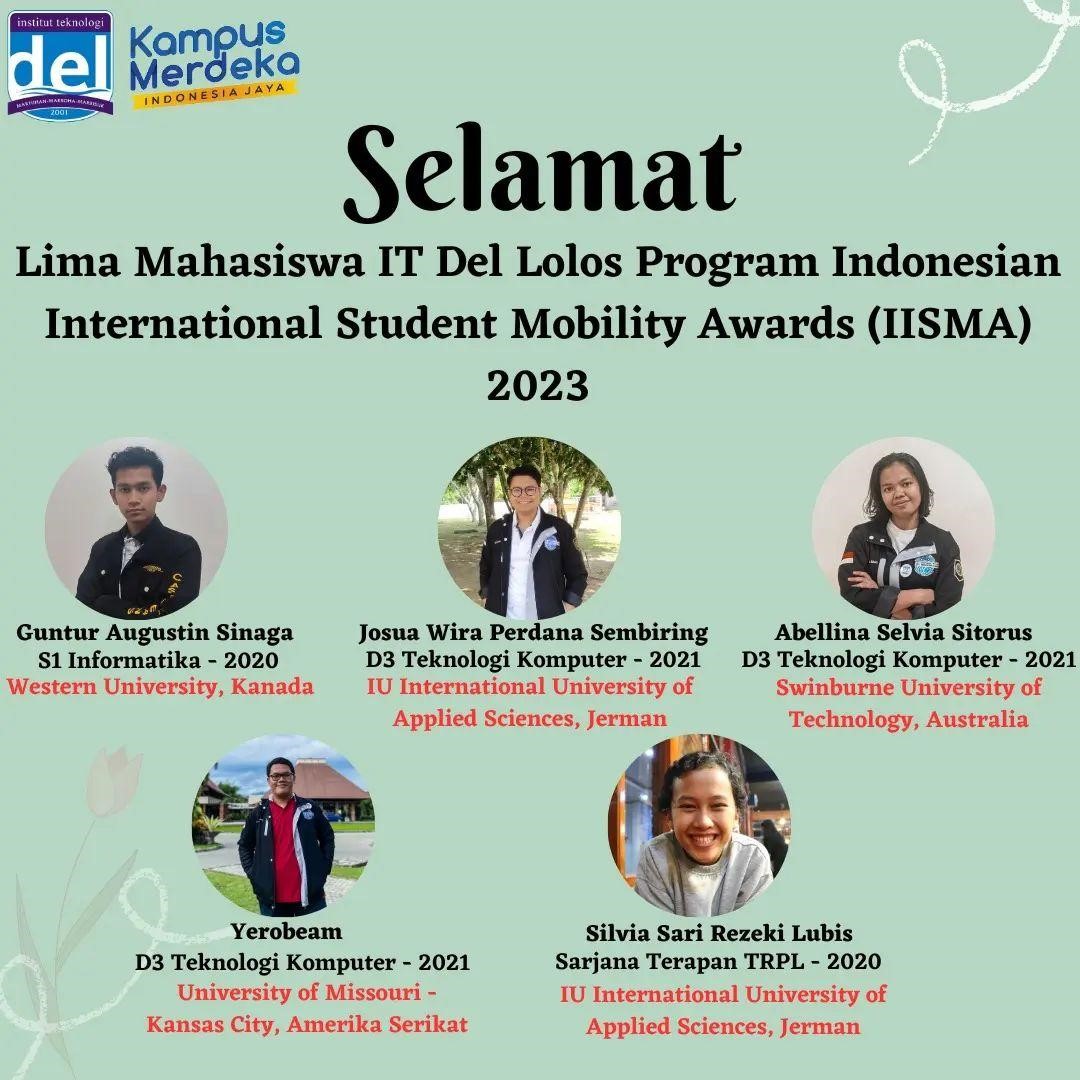 institut teknologi
del
MARTUHAN-MARROHA-MARBISUK
2001
Kampus
Merdeka
INDONESIA JAYA
Selamat
Lima Mahasiswa IT Del Lolos Program Indonesian
International Student Mobility Awards (IISMA)
2023
Guntur Augustin Sinaga
S1 Informatika - 2020
Western University, Kanada
Josua Wira Perdana Sembiring
D3 Teknologi Komputer - 2021
IU International University of
Applied Sciences, Jerman
Abellina Selvia Sitorus
D3 Teknologi Komputer - 2021
Swinburne University of
Technology, Australia
Yerobeam
D3 Teknologi Komputer - 2021
University of Missouri -
Kansas City, Amerika Serikat
Silvia Sari Rezeki Lubis
Sarjana Terapan TRPL - 2020
IU International University of
Applied Sciences, Jerman